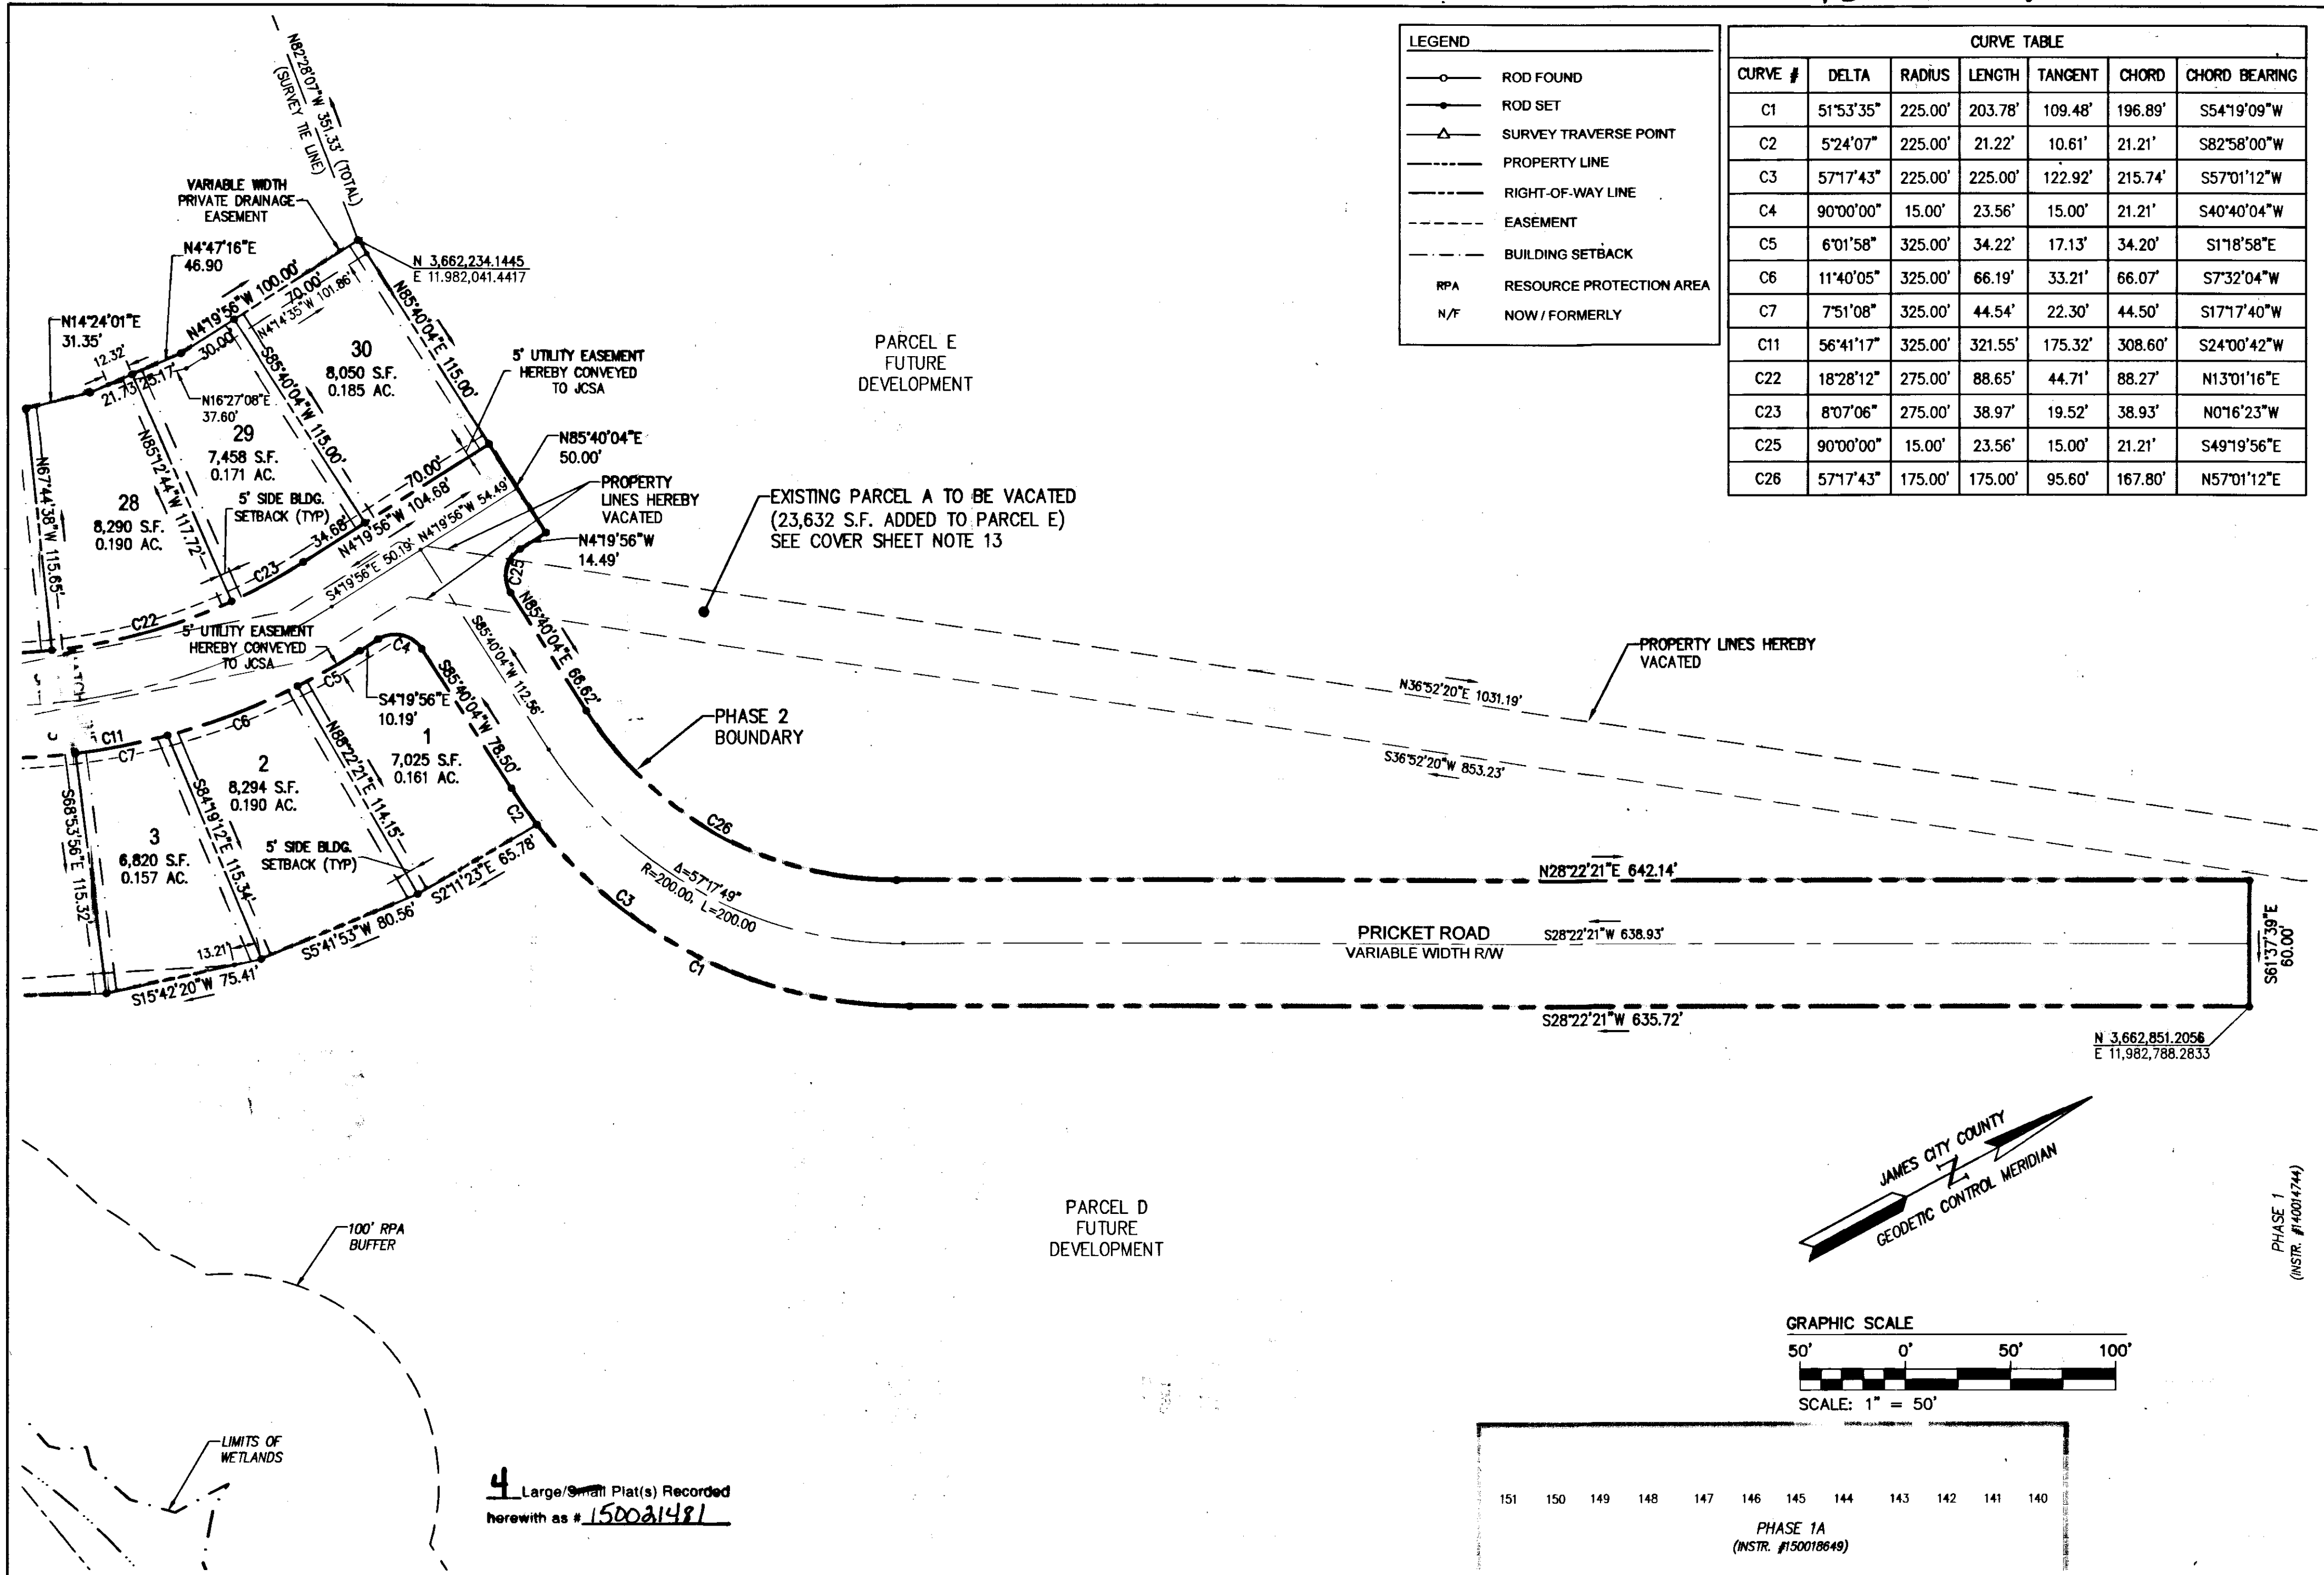 LEGEND
ROD FOUND
ROD SET
SURVEY TRAVERSE POINT
PROPERTY LINE
RIGHT-OF-WAY LINE
EASEMENT
BUILDING SETBACK
RPA RESOURCE PROTECTION AREA
N/F NOW / FORMERLY
CURVE TABLE
CURVE # DELTA RADIUS LENGTH TANGENT CHORD CHORD BEARING
C1 51°53'35" 225.00' 203.78' 109.48' 196.89' S54°19'09"W
C2 5°24'07" 225.00' 21.22' 10.61' 21.21' S82°58'00"W
C3 57°17'43" 225.00' 225.00' 122.92' 215.74' S57°01'12"W
C4 90°00'00" 15.00' 23.56' 15.00' 21.21' S40°40'04"W
C5 6°01'58" 325.00' 34.22' 17.13' 34.20' S1°18'58"E
C6 11°40'05" 325.00' 66.19' 33.21' 66.07' S7°32'04"W
C7 7°51'08" 325.00' 44.54' 22.30' 44.50' S17°17'40"W
C11 56°41'17" 325.00' 321.55' 175.32' 308.60' S24°00'42"W
C22 18°28'12" 275.00' 88.65' 44.71' 88.27' N13°01'16"E
C23 8°07'06" 275.00' 38.97' 19.52' 38.93' N0°16'23"W
C25 90°00'00" 15.00' 23.56' 15.00' 21.21' S49°19'56"E
C26 57°17'43" 175.00' 175.00' 95.60' 167.80' N57°01'12"E
N82°28'07"W 351.33' (TOTAL)
(SURVEY TIE LINE)
VARIABLE WIDTH
PRIVATE DRAINAGE
EASEMENT
N4°47'16"E
46.90
N 3,662,234.1445
E 11.982,041.4417
N14°24'01"E
31.35'
12.32'
21.73'
25.17'
N4°19'56"W 100.00'
70.00'
30.00'
N4°14'35"W 101.86'
N16°27'08"E
37.60'
30
8,050 S.F.
0.185 AC.
N85°40'04"E 115.00'
S85°40'04"W 115.00'
29
7,458 S.F.
0.171 AC.
N85°12'44"W 117.72'
28
8,290 S.F.
0.190 AC.
N67°44'38"W 115.65'
5' SIDE BLDG.
SETBACK (TYP)
5' UTILITY EASEMENT
HEREBY CONVEYED
TO JCSA
N85°40'04"E
50.00'
PROPERTY
LINES HEREBY
VACATED
70.00'
34.68'
N4°19'56"W 104.68'
S4°19'56"E 50.19'
N4°19'56"W 54.49'
N4°19'56"W
14.49'
C23
C22
C25
PARCEL E
FUTURE
DEVELOPMENT
EXISTING PARCEL A TO BE VACATED
(23,632 S.F. ADDED TO PARCEL E)
SEE COVER SHEET NOTE 13
PROPERTY LINES HEREBY
VACATED
N36°52'20"E 1031.19'
S36°52'20"W 853.23'
5' UTILITY EASEMENT
HEREBY CONVEYED
TO JCSA
C4
C5
C6
C11
C7
S4°19'56"E
10.19'
S85°40'04"W 112.56'
N85°40'04"E 66.62'
S85°40'04"W 78.50'
1
7,025 S.F.
0.161 AC.
N88°22'21"E 114.15'
2
8,294 S.F.
0.190 AC.
S84°19'12"E 115.34'
3
6,820 S.F.
0.157 AC.
S68°53'56"E 115.32'
5' SIDE BLDG.
SETBACK (TYP)
C2
S2°11'23"E 65.78'
S5°41'53"W 80.56'
13.21'
S15°42'20"W 75.41'
PHASE 2
BOUNDARY
C26
Δ=57°17'49"
R=200.00, L=200.00
C3
C1
N28°22'21"E 642.14'
PRICKET ROAD
VARIABLE WIDTH R/W
S28°22'21"W 638.93'
S28°22'21"W 635.72'
S61°37'39"E
60.00'
N 3,662,851.2056
E 11,982,788.2833
JAMES CITY COUNTY
N
GEODETIC CONTROL MERIDIAN
PHASE 1
(INSTR. #140014744)
PARCEL D
FUTURE
DEVELOPMENT
100' RPA
BUFFER
LIMITS OF
WETLANDS
GRAPHIC SCALE
50' 0' 50' 100'
SCALE: 1" = 50'
4 Large/Small Plat(s) Recorded
herewith as # 150021481
151 150 149 148 147 146 145 144 143 142 141 140
PHASE 1A
(INSTR. #150018649)